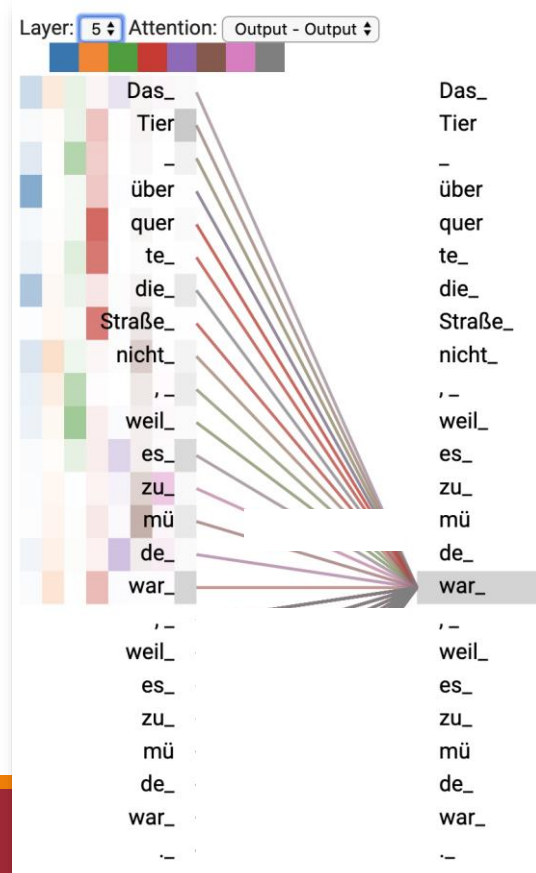 Layer: 5 Attention: Output - Output
Das_ Das_
Tier Tier
_ _
über über
quer quer
te_ te_
die_ die_
Straße_ Straße_
nicht_ nicht_
,_ ,_
weil_ weil_
es_ es_
zu_ zu_
mü mü
de_ de_
war_ war_
,_ ,_
weil_ weil_
es_ es_
zu_ zu_
mü mü
de_ de_
war_ war_
._ ._